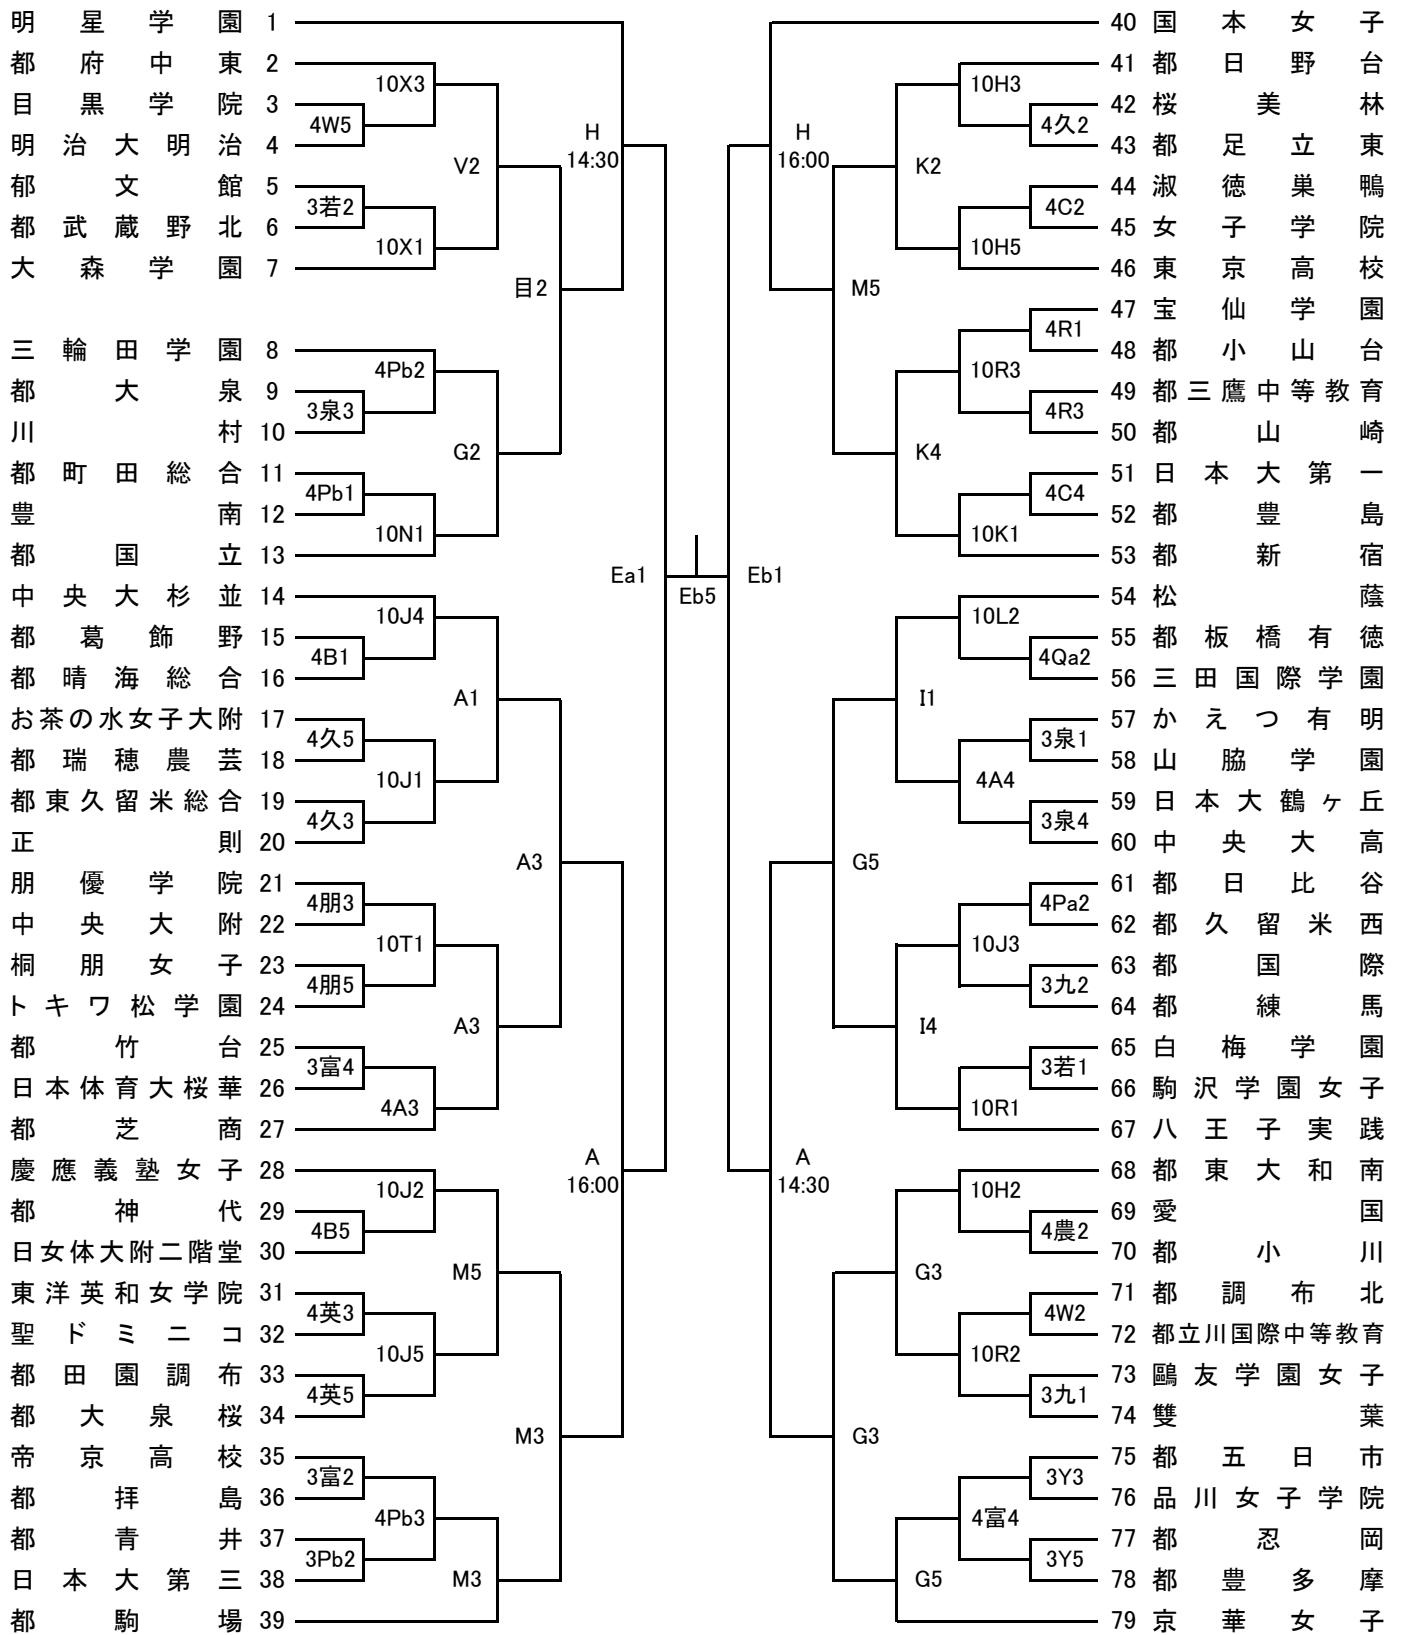 明星学園 1
都府中東 2
10X3
目黒学院 3
4W5
明治大明治 4
V2
郁文館 5
3若2
都武蔵野北 6
10X1
大森学園 7
H
14:30
目2
三輪田学園 8
4Pb2
都大泉 9
3泉3
川村 10
G2
都町田総合 11
4Pb1
豊南 12
10N1
都国立 13
Ea1
中央大杉並 14
10J4
都葛飾野 15
4B1
都晴海総合 16
A1
お茶の水女子大附 17
4久5
都瑞穂農芸 18
10J1
都東久留米総合 19
4久3
正則 20
A3
朋優学院 21
4朋3
中央大附 22
10T1
桐朋女子 23
4朋5
トキワ松学園 24
A3
都竹台 25
3富4
日本体育大桜華 26
4A3
都芝商 27
A
16:00
慶應義塾女子 28
10J2
都神代 29
4B5
日女体大附二階堂 30
M5
東洋英和女学院 31
4英3
聖ドミニコ 32
10J5
都田園調布 33
4英5
都大泉桜 34
M3
帝京高校 35
3富2
都拝島 36
4Pb3
都青井 37
3Pb2
日本大第三 38
M3
都駒場 39
Eb5
40 国本女子
41 都日野台
10H3
42 桜美林
4久2
43 都足立東
H
16:00
K2
44 淑徳巣鴨
4C2
45 女子学院
10H5
46 東京高校
M5
47 宝仙学園
4R1
48 都小山台
10R3
49 都三鷹中等教育
4R3
50 都山崎
K4
51 日本大第一
4C4
52 都豊島
10K1
53 都新宿
Eb1
54 松蔭
10L2
55 都板橋有徳
4Qa2
56 三田国際学園
I1
57 かえつ有明
3泉1
58 山脇学園
4A4
59 日本大鶴ヶ丘
3泉4
60 中央大高
G5
61 都日比谷
4Pa2
62 都久留米西
10J3
63 都国際
3九2
64 都練馬
I4
65 白梅学園
3若1
66 駒沢学園女子
10R1
67 八王子実践
A
14:30
68 都東大和南
10H2
69 愛国
4農2
70 都小川
G3
71 都調布北
4W2
72 都立川国際中等教育
10R2
73 鷗友学園女子
3九1
74 雙葉
G3
75 都五日市
3Y3
76 品川女子学院
4富4
77 都忍岡
3Y5
78 都豊多摩
G5
79 京華女子